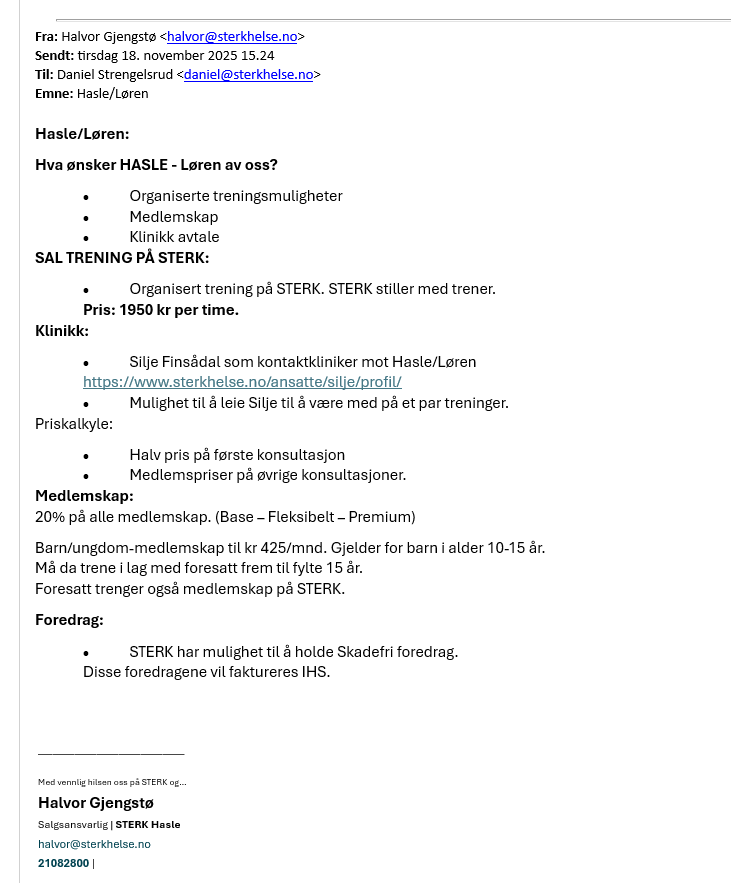 Fra: Halvor Gjengstø <halvor@sterkhelse.no>
Sendt: tirsdag 18. november 2025 15.24
Til: Daniel Strengelsrud <daniel@sterkhelse.no>
Emne: Hasle/Løren
Hasle/Løren:
Hva ønsker HASLE - Løren av oss?
• Organiserte treningsmuligheter
• Medlemskap
• Klinikk avtale
SAL TRENING PÅ STERK:
• Organisert trening på STERK. STERK stiller med trener.
Pris: 1950 kr per time.
Klinikk:
• Silje Finsådal som kontaktkliniker mot Hasle/Løren
https://www.sterkhelse.no/ansatte/silje/profil/
• Mulighet til å leie Silje til å være med på et par treninger.
Priskalkyle:
• Halv pris på første konsultasjon
• Medlemspriser på øvrige konsultasjoner.
Medlemskap:
20% på alle medlemskap. (Base – Fleksibelt – Premium)
Barn/ungdom-medlemskap til kr 425/mnd. Gjelder for barn i alder 10-15 år.
Må da trene i lag med foresatt frem til fylte 15 år.
Foresatt trenger også medlemskap på STERK.
Foredrag:
• STERK har mulighet til å holde Skadefri foredrag.
Disse foredragene vil faktureres IHS.
Med vennlig hilsen oss på STERK og...
Halvor Gjengstø
Salgsansvarlig | STERK Hasle
halvor@sterkhelse.no
21082800 |